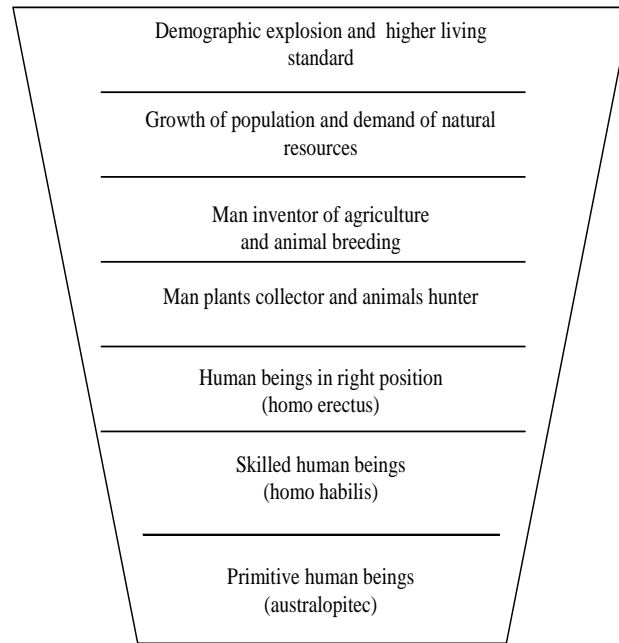 Demographic explosion and higher living
standard
Growth of population and demand of natural
resources
Man inventor of agriculture
and animal breeding
Man plants collector and animals hunter
Human beings in right position
(homo erectus)
Skilled human beings
(homo habilis)
Primitive human beings
(australopitec)